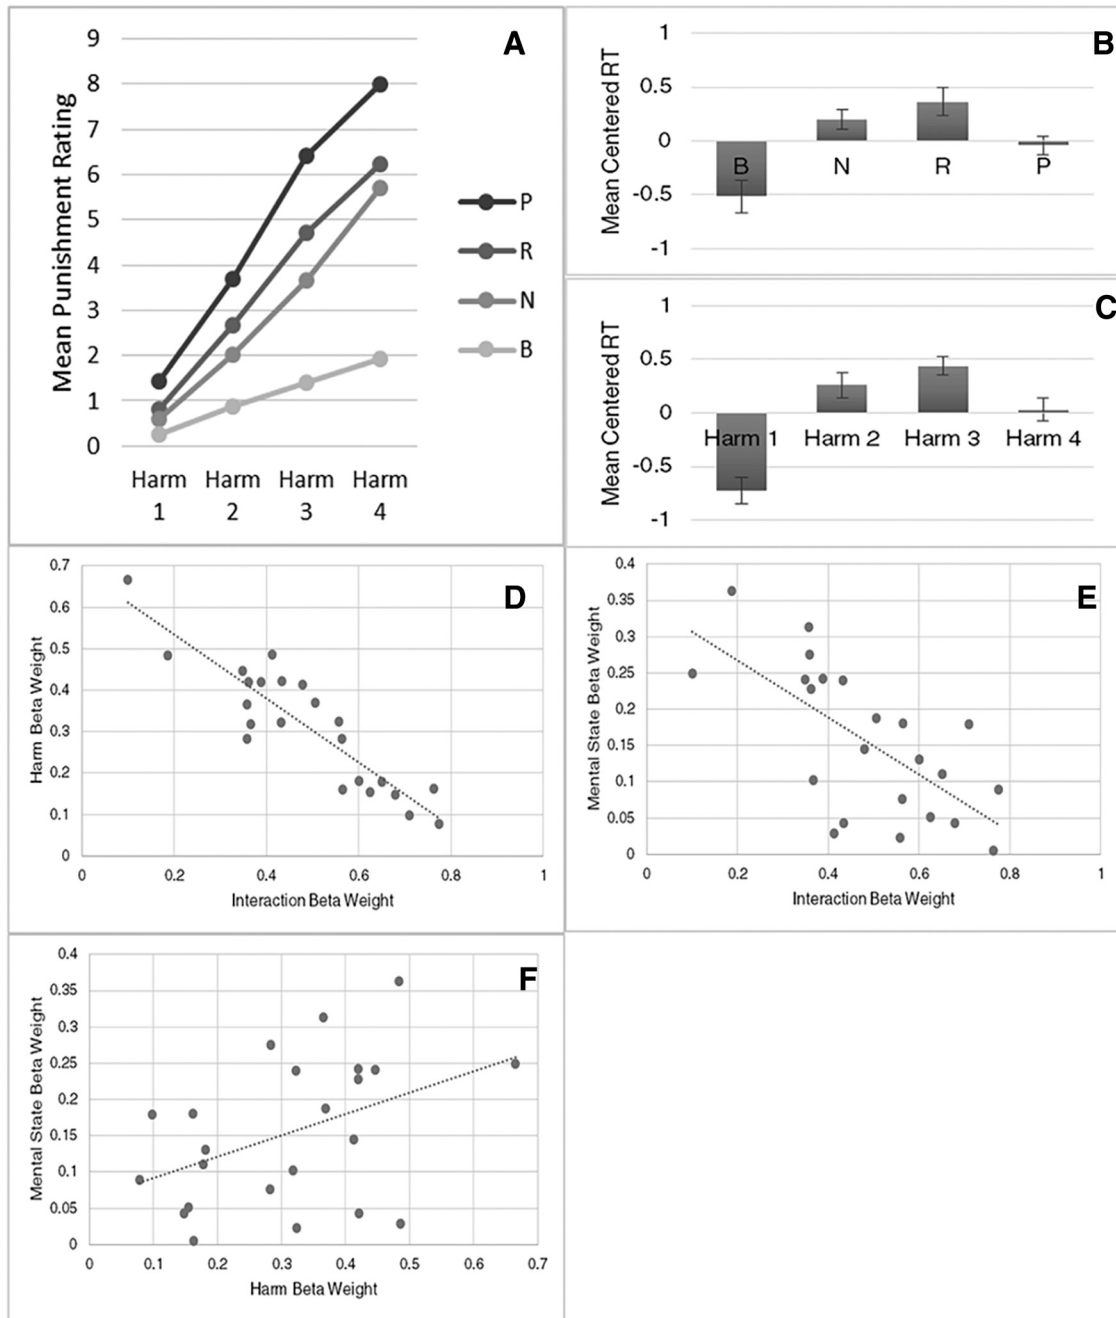 A
Mean Punishment Rating
9
8
7
6
5
4
3
2
1
0
Harm Harm Harm Harm
1 2 3 4
P
R
N
B
B
Mean Centered RT
1
0.5
0
-0.5
-1
B N R P
C
Mean Centered RT
1
0.5
0
-0.5
-1
Harm 1 Harm 2 Harm 3 Harm 4
D
Harm Beta Weight
0.7
0.6
0.5
0.4
0.3
0.2
0.1
0
0 0.2 0.4 0.6 0.8 1
Interaction Beta Weight
E
Mental State Beta Weight
0.4
0.35
0.3
0.25
0.2
0.15
0.1
0.05
0
0 0.2 0.4 0.6 0.8 1
Interaction Beta Weight
F
Mental State Beta Weight
0.4
0.35
0.3
0.25
0.2
0.15
0.1
0.05
0
0 0.1 0.2 0.3 0.4 0.5 0.6 0.7
Harm Beta Weight